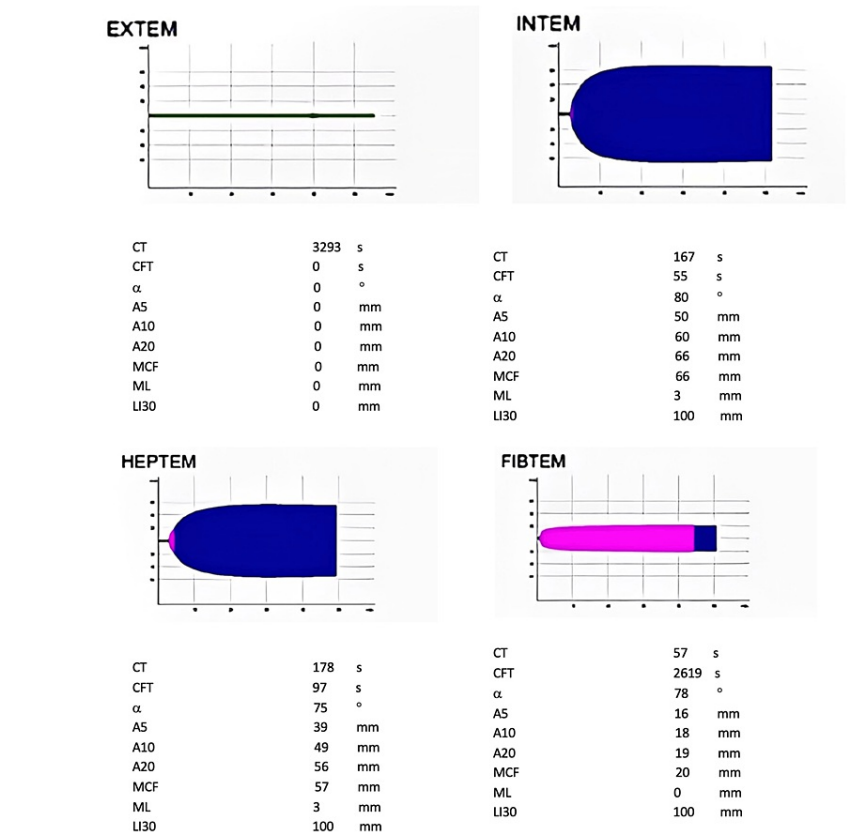 EXTEM
CT 3293 s
CFT 0 s
α 0 °
A5 0 mm
A10 0 mm
A20 0 mm
MCF 0 mm
ML 0 mm
LI30 0 mm
INTEM
CT 167 s
CFT 55 s
α 80 °
A5 50 mm
A10 60 mm
A20 66 mm
MCF 66 mm
ML 3 mm
LI30 100 mm
HEPTEM
CT 178 s
CFT 97 s
α 75 °
A5 39 mm
A10 49 mm
A20 56 mm
MCF 57 mm
ML 3 mm
LI30 100 mm
FIBTEM
CT 57 s
CFT 2619 s
α 78 °
A5 16 mm
A10 18 mm
A20 19 mm
MCF 20 mm
ML 0 mm
LI30 100 mm